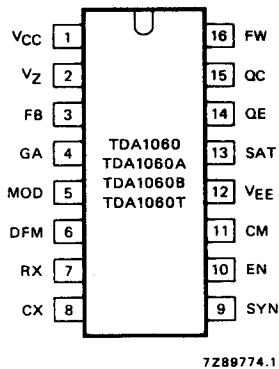 VCC 1
VZ 2
FB 3
GA 4
MOD 5
DFM 6
RX 7
CX 8
TDA1060
TDA1060A
TDA1060B
TDA1060T
16 FW
15 QC
14 QE
13 SAT
12 VEE
11 CM
10 EN
9 SYN
7Z89774.1